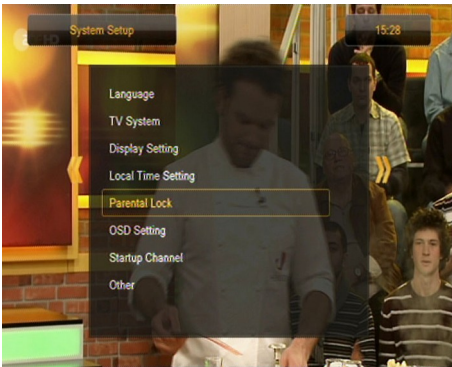 System Setup
15:28
Language
TV System
Display Setting
Local Time Setting
Parental Lock
OSD Setting
Startup Channel
Other